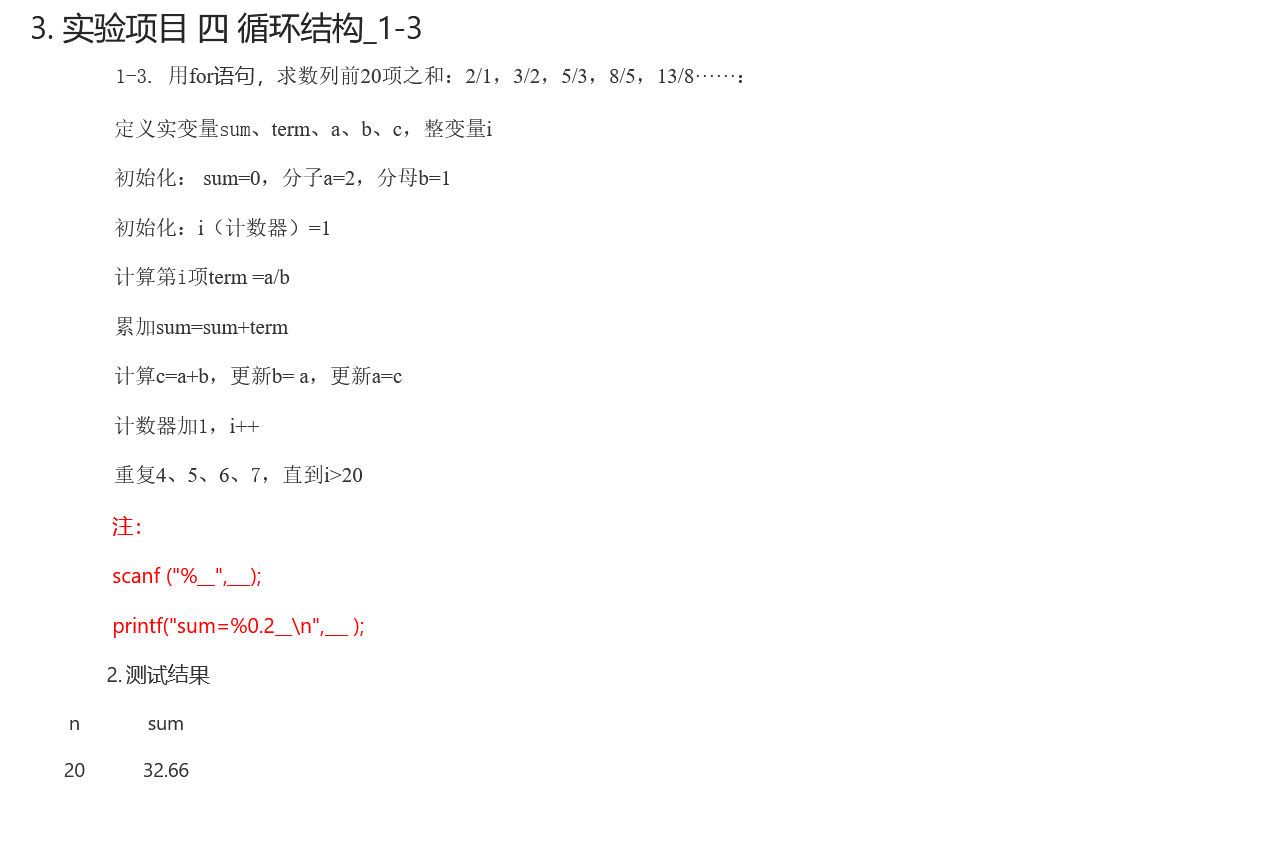 3. 实验项目 四 循环结构_1-3
1-3. 用for语句，求数列前20项之和：2/1，3/2，5/3，8/5，13/8……：
定义实变量sum、term、a、b、c，整变量i
初始化： sum=0，分子a=2，分母b=1
初始化：i（计数器）=1
计算第i项term =a/b
累加sum=sum+term
计算c=a+b，更新b= a，更新a=c
计数器加1，i++
重复4、5、6、7，直到i>20
注：
scanf ("%__",__);
printf("sum=%0.2__\n",__ );
2. 测试结果
n sum
20 32.66